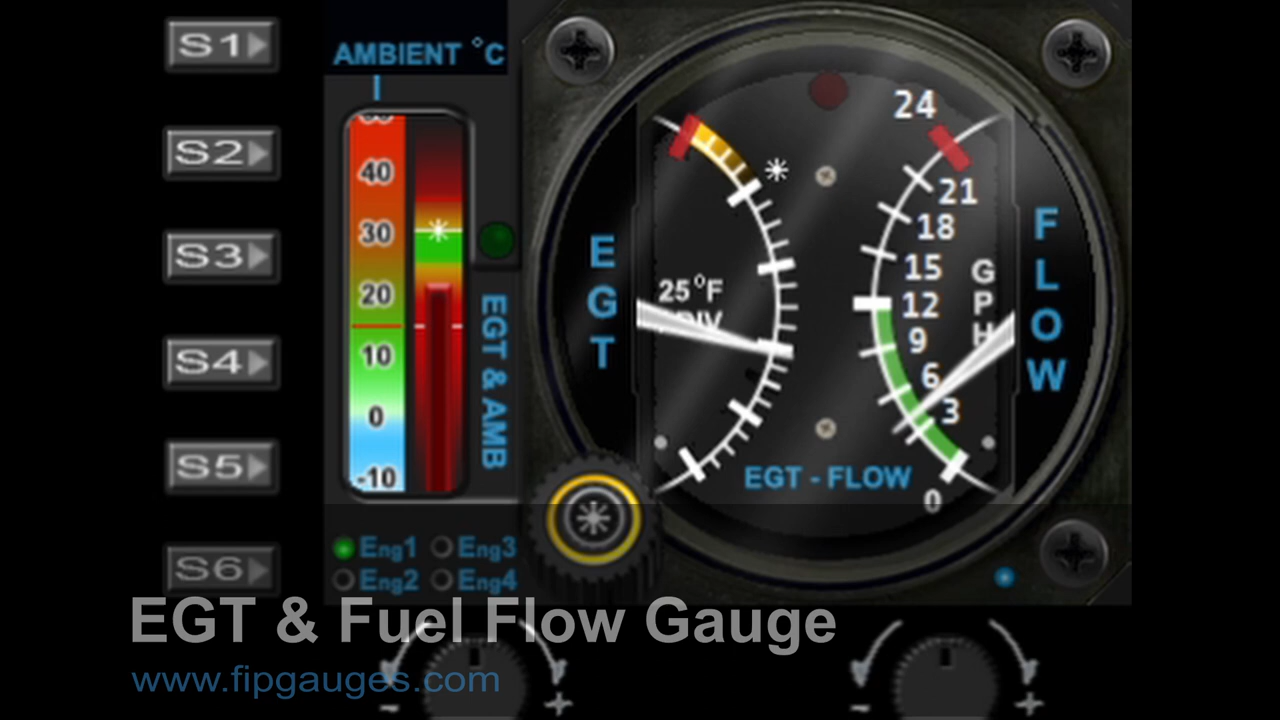 S1
S2
S3
S4
S5
S6
AMBIENT °C
40
30
20
10
0
-10
EGT & AMB
Eng1
Eng3
Eng2
Eng4
EGT
25°F
24
21
18
15
12
9
6
3
0
GPH
FLOW
EGT - FLOW
EGT & Fuel Flow Gauge
www.fipgauges.com
- +
- +